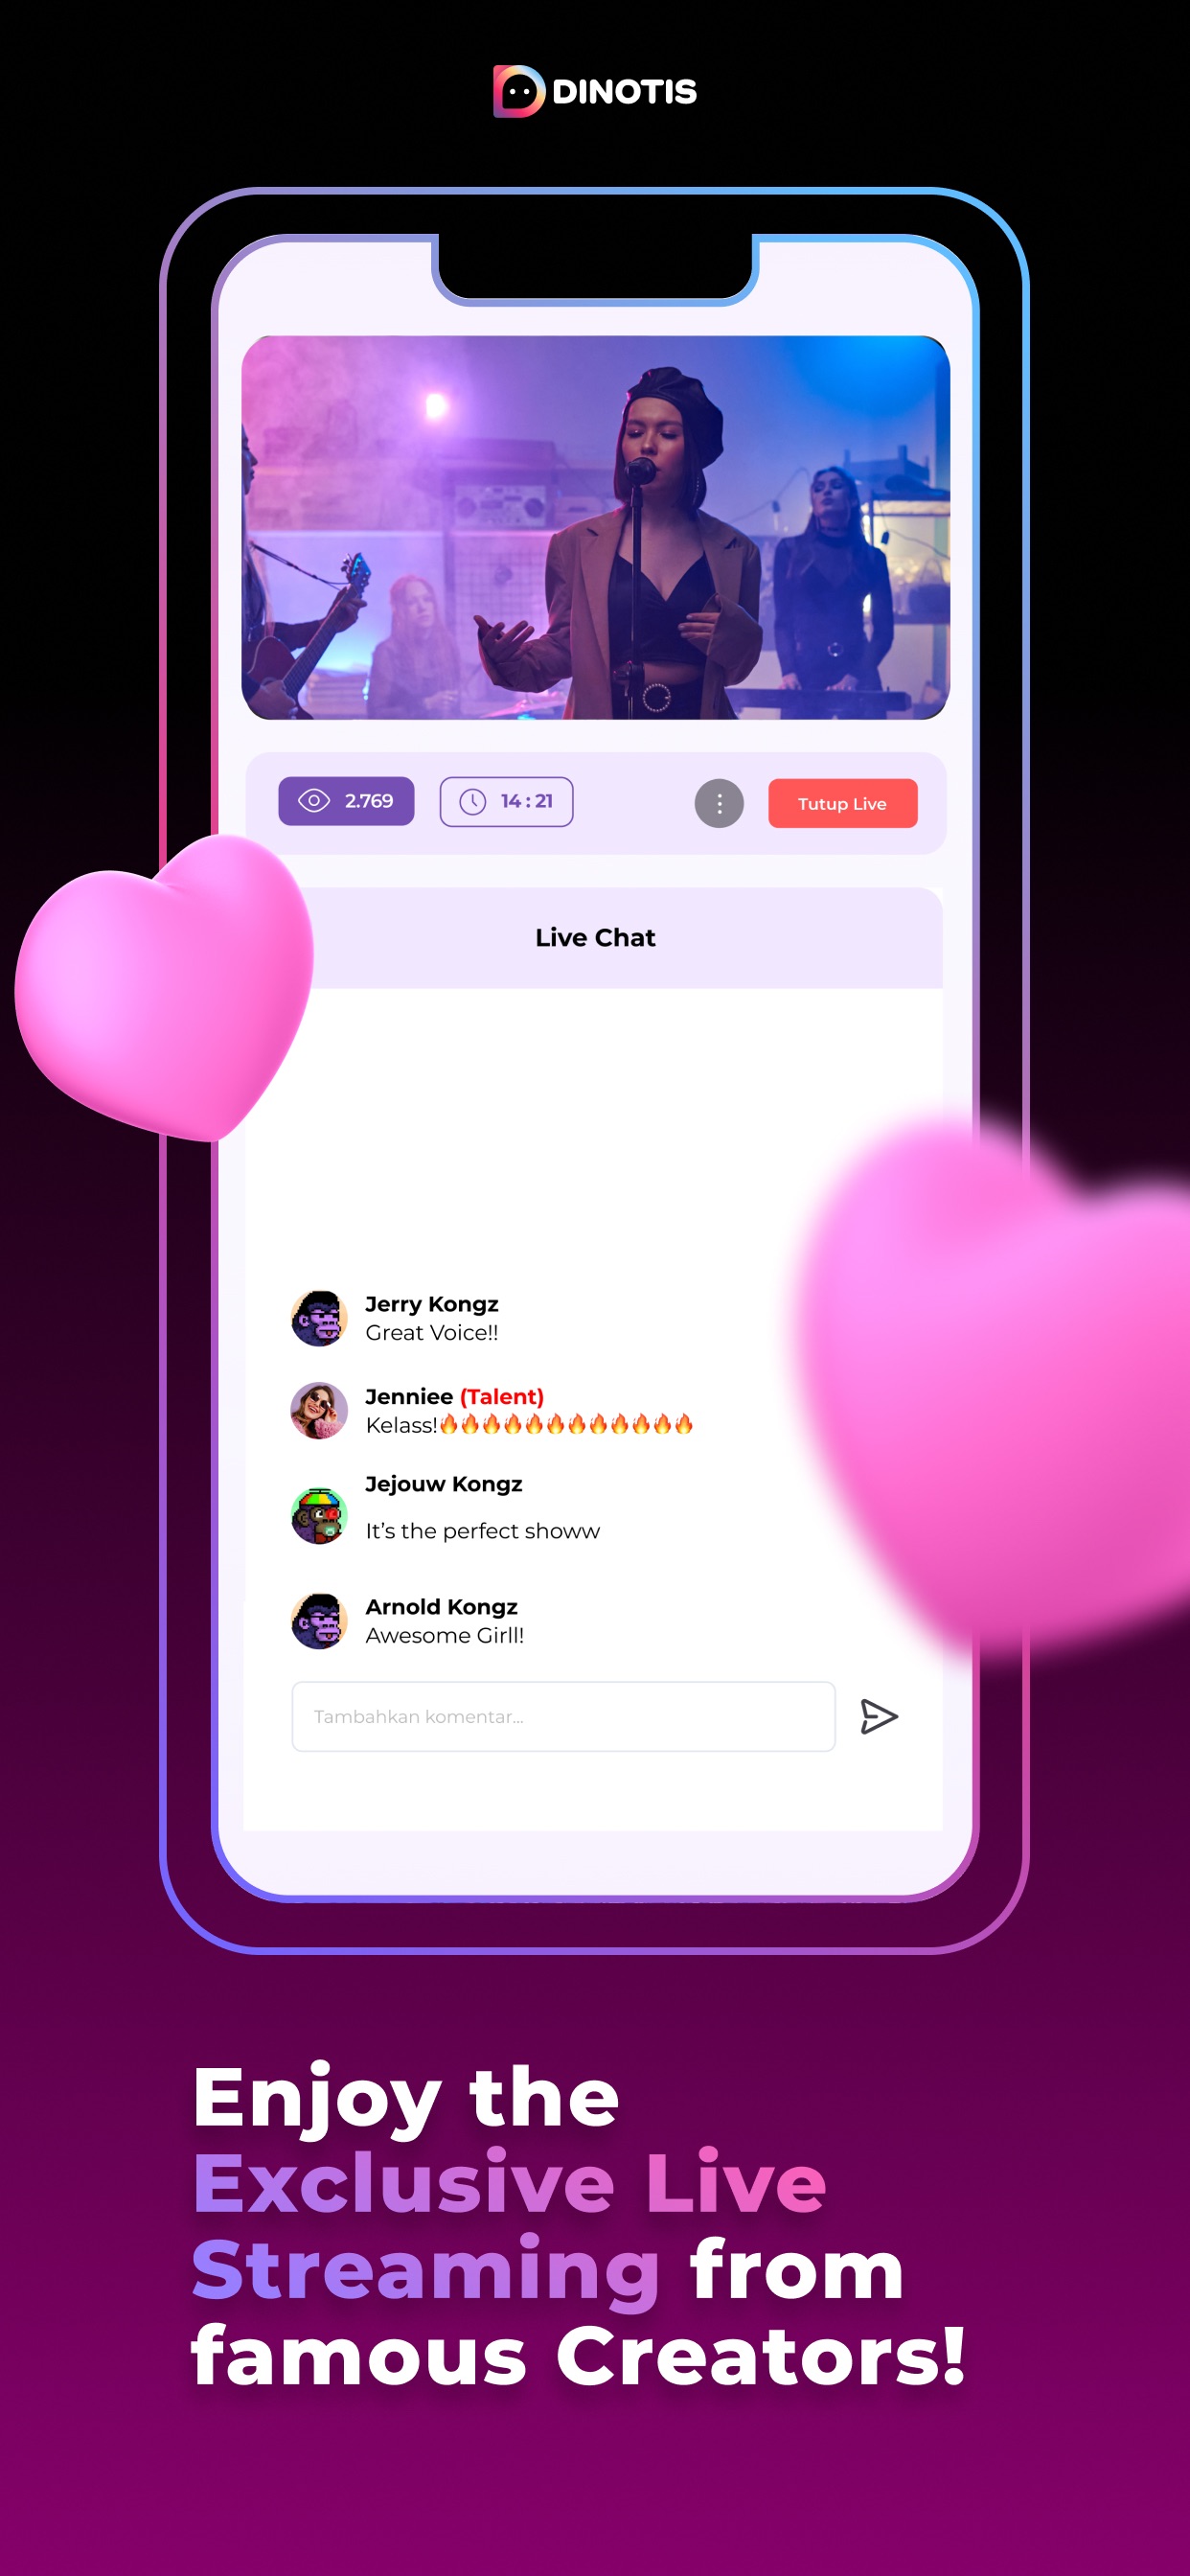 DINOTIS
2.769
14 : 21
Tutup Live
Live Chat
Jerry Kongz
Great Voice!!
Jenniee (Talent)
Kelass!🔥🔥🔥🔥🔥🔥🔥🔥🔥🔥🔥🔥
Jejouw Kongz
It’s the perfect showw
Arnold Kongz
Awesome Girll!
Tambahkan komentar...
Enjoy the
Exclusive Live
Streaming from
famous Creators!